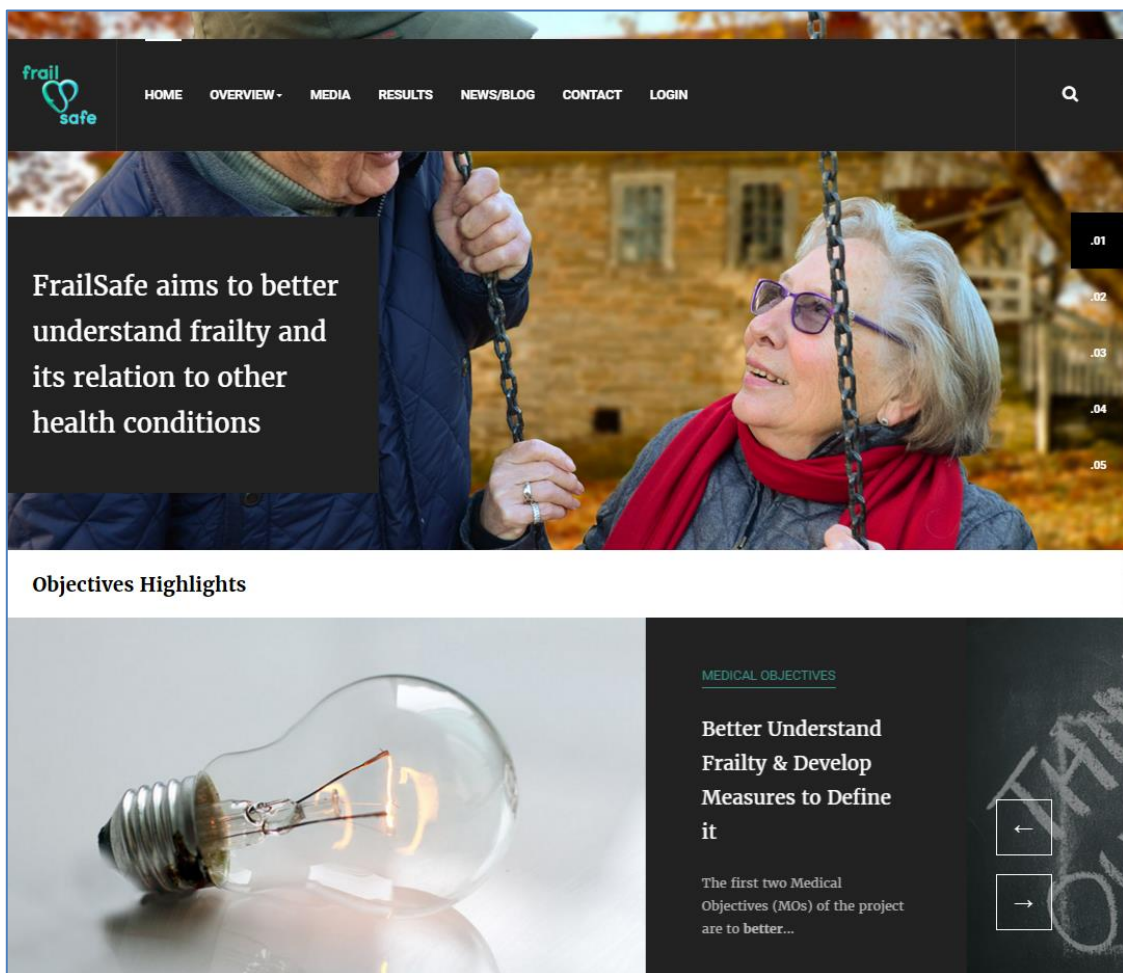 frail
safe
HOME OVERVIEW MEDIA RESULTS NEWS/BLOG CONTACT LOGIN
FrailSafe aims to better
understand frailty and
its relation to other
health conditions
.01
.02
.03
.04
.05
Objectives Highlights
MEDICAL OBJECTIVES
Better Understand
Frailty & Develop
Measures to Define
it
The first two Medical
Objectives (MOs) of the project
are to better...
←
→